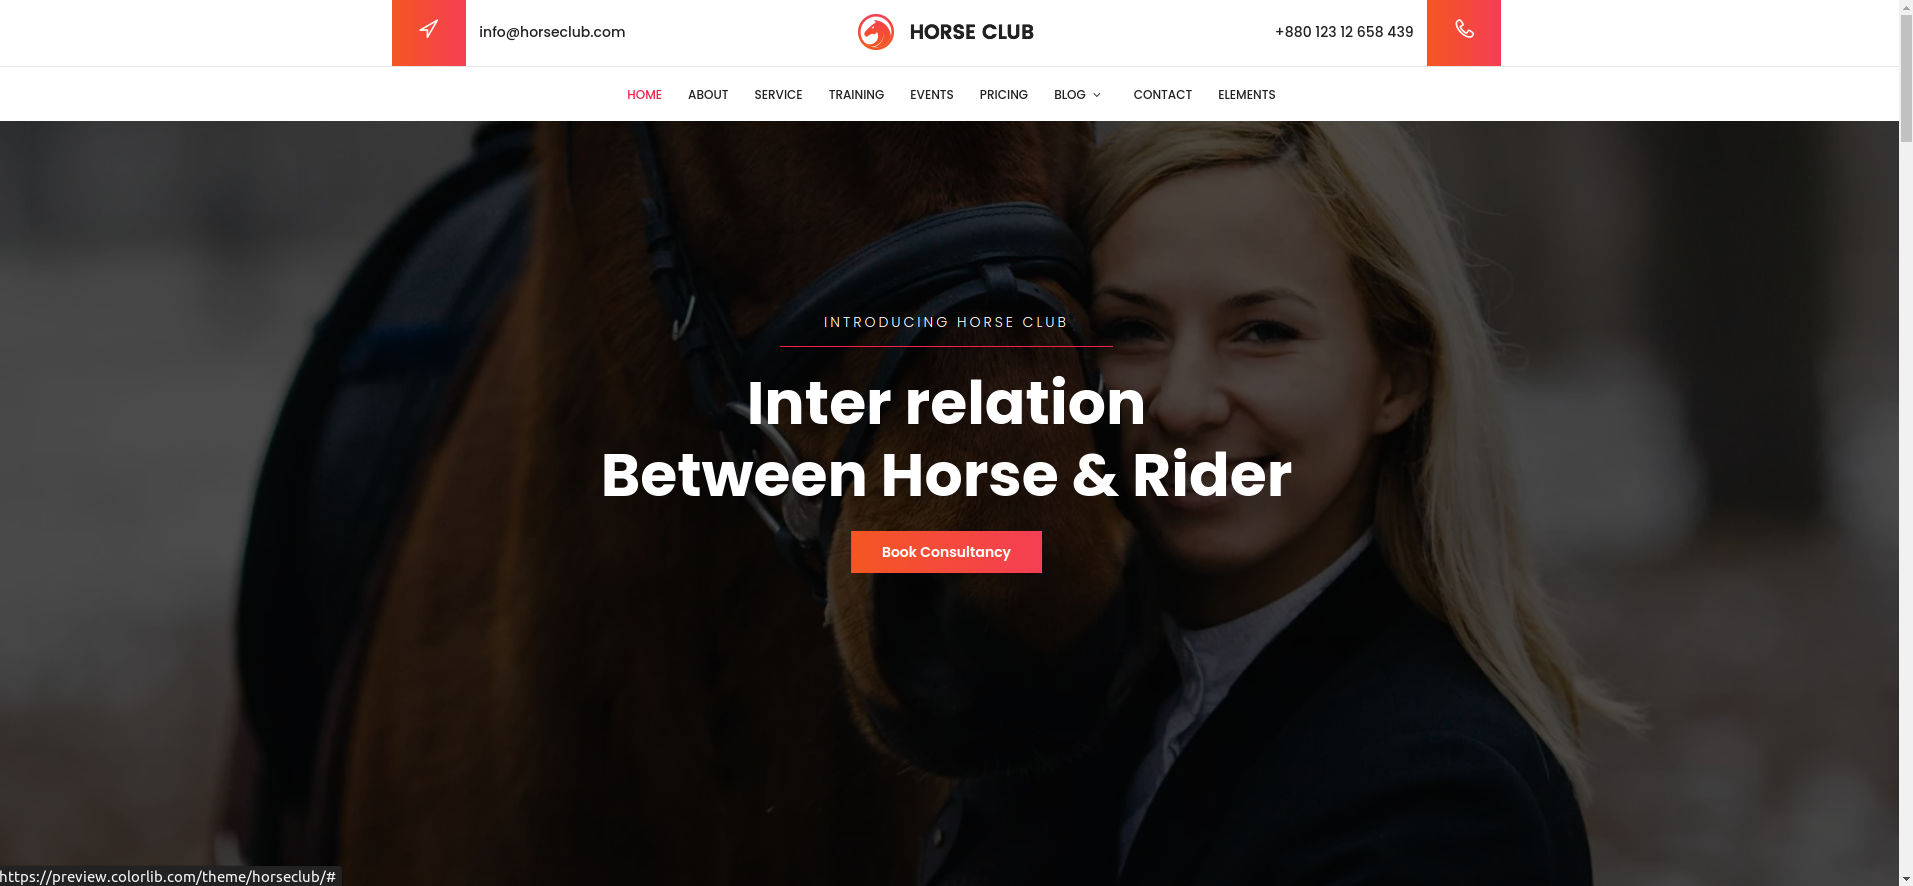 info@horseclub.com
HORSE CLUB
+880 123 12 658 439
HOME ABOUT SERVICE TRAINING EVENTS PRICING BLOG CONTACT ELEMENTS
INTRODUCING HORSE CLUB
Inter relation
Between Horse & Rider
Book Consultancy
https://preview.colorlib.com/theme/horseclub/#